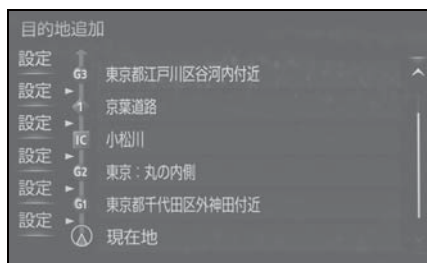 目的地追加
設定
G3 東京都江戸川区谷河内付近
設定
1 京葉道路
設定
IC 小松川
設定
G2 東京：丸の内側
設定
G1 東京都千代田区外神田付近
設定
現在地